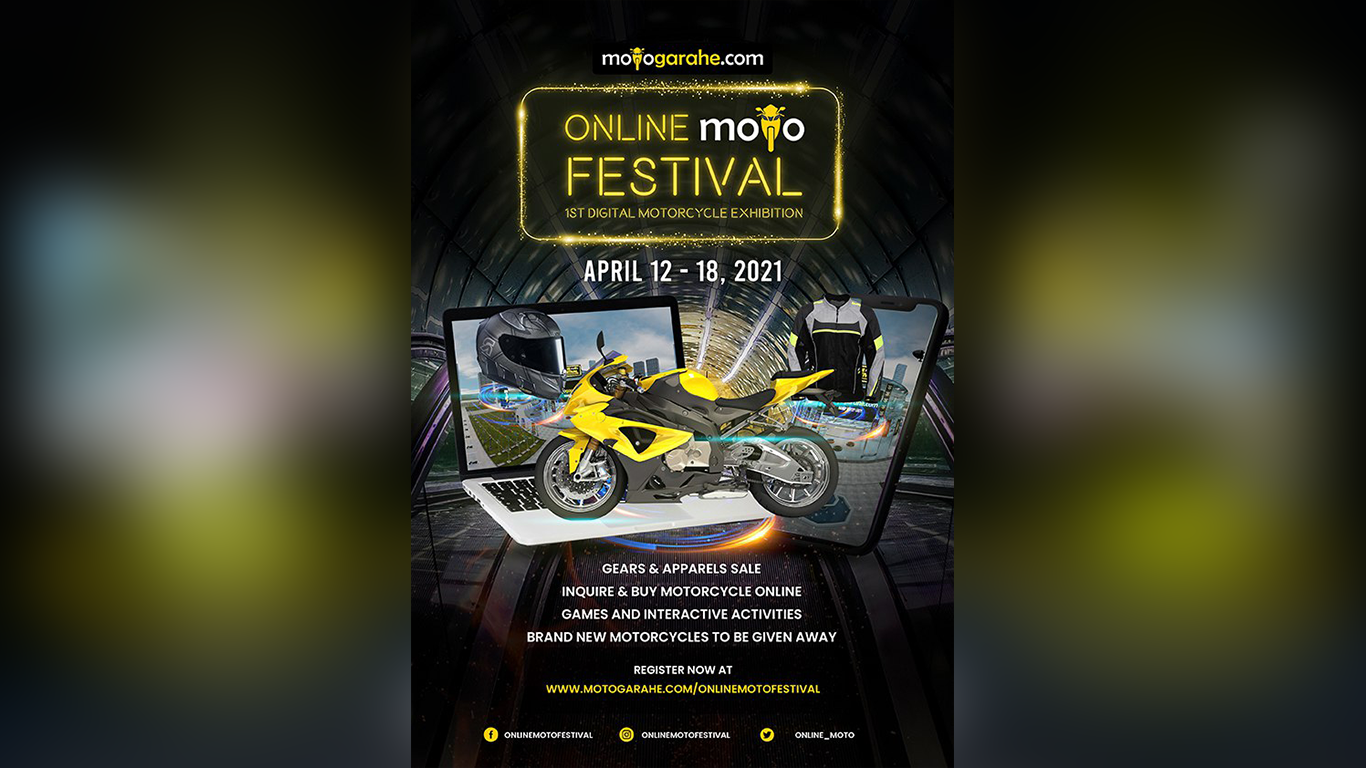 motogarahe.com
ONLINE moto
FESTIVAL
1ST DIGITAL MOTORCYCLE EXHIBITION
APRIL 12 - 18, 2021
GEARS & APPARELS SALE
INQUIRE & BUY MOTORCYCLE ONLINE
GAMES AND INTERACTIVE ACTIVITIES
BRAND NEW MOTORCYCLES TO BE GIVEN AWAY
REGISTER NOW AT
WWW.MOTOGARAHE.COM/ONLINEMOTOFESTIVAL
ONLINEMOTOFESTIVAL ONLINEMOTOFESTIVAL ONLINE_MOTO